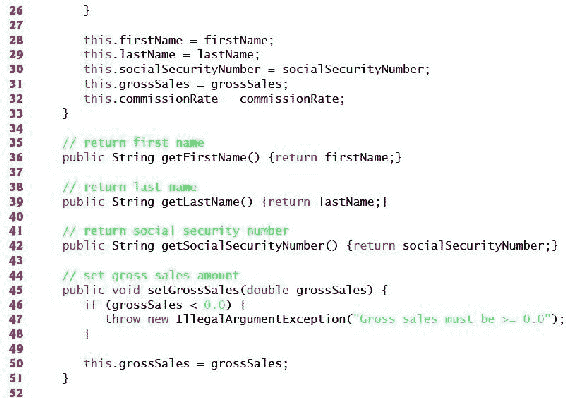 26 }
27
28 this.firstName = firstName;
29 this.lastName = lastName;
30 this.socialSecurityNumber = socialSecurityNumber;
31 this.grossSales = grossSales;
32 this.commissionRate = commissionRate;
33 }
34
35 // return first name
36 public String getFirstName() {return firstName;}
37
38 // return last name
39 public String getLastName() {return lastName;}
40
41 // return social security number
42 public String getSocialSecurityNumber() {return socialSecurityNumber;}
43
44 // set gross sales amount
45 public void setGrossSales(double grossSales) {
46 if (grossSales < 0.0) {
47 throw new IllegalArgumentException("Gross sales must be >= 0.0");
48 }
49
50 this.grossSales = grossSales;
51 }
52